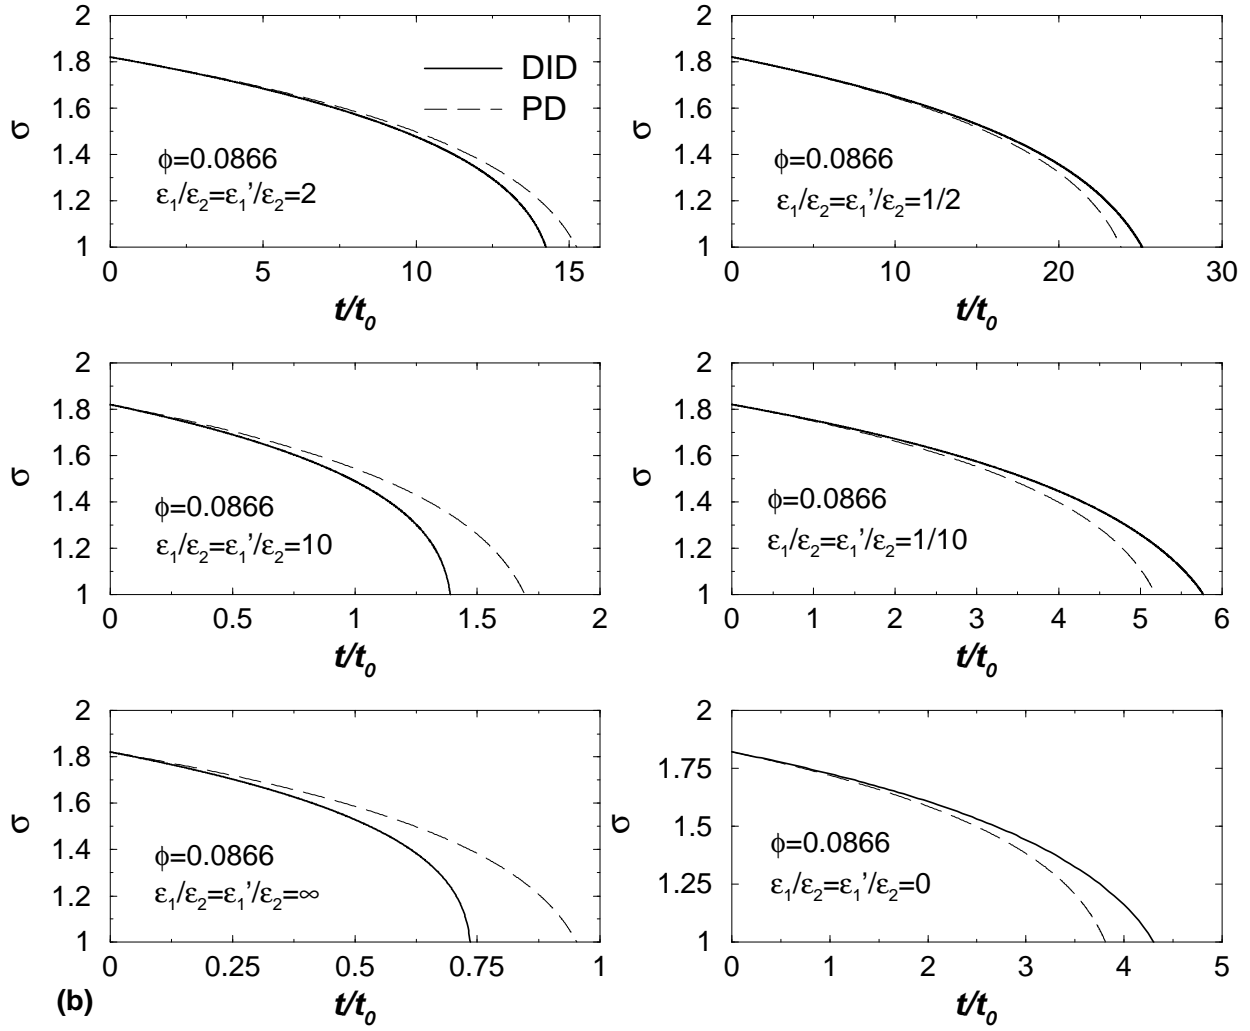 2
1.8
1.6
1.4
1.2
1
σ
DID
PD
ϕ=0.0866
ε₁/ε₂=ε₁’/ε₂=2
0 5 10 15
t/t₀
2
1.8
1.6
1.4
1.2
1
σ
ϕ=0.0866
ε₁/ε₂=ε₁’/ε₂=1/2
0 10 20 30
t/t₀
2
1.8
1.6
1.4
1.2
1
σ
ϕ=0.0866
ε₁/ε₂=ε₁’/ε₂=10
0 0.5 1 1.5 2
t/t₀
2
1.8
1.6
1.4
1.2
1
σ
ϕ=0.0866
ε₁/ε₂=ε₁’/ε₂=1/10
0 1 2 3 4 5 6
t/t₀
2
1.8
1.6
1.4
1.2
1
σ
ϕ=0.0866
ε₁/ε₂=ε₁’/ε₂=∞
0 0.25 0.5 0.75 1
t/t₀
2
1.75
1.5
1.25
1
σ
ϕ=0.0866
ε₁/ε₂=ε₁’/ε₂=0
0 1 2 3 4 5
t/t₀
(b)